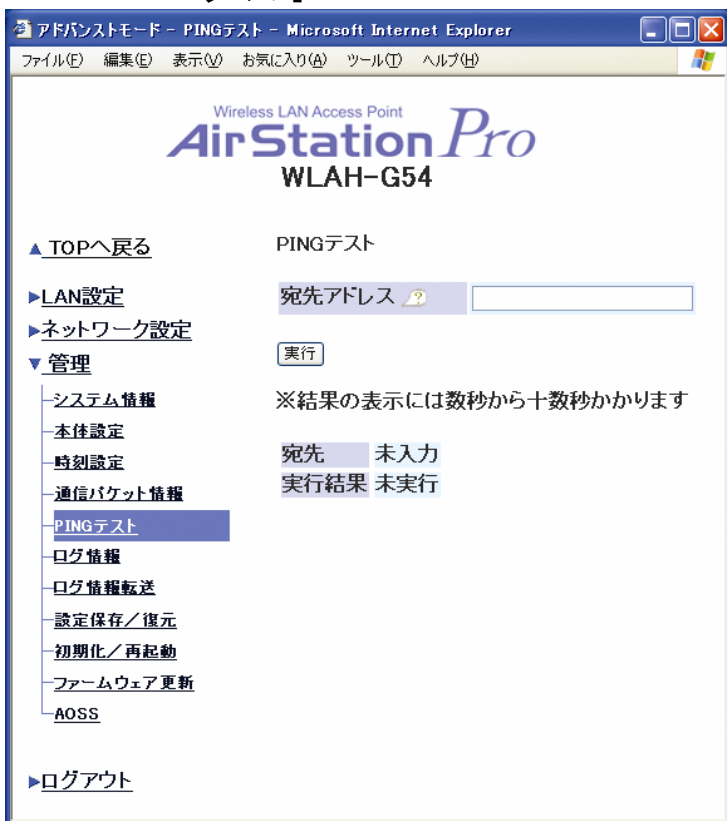 アドバンストモード - PINGテスト - Microsoft Internet Explorer
ファイル(F) 編集(E) 表示(V) お気に入り(A) ツール(T) ヘルプ(H)
Wireless LAN Access Point
AirStation Pro
WLAH-G54
▲ TOPへ戻る
▶LAN設定
▶ネットワーク設定
▼ 管理
システム情報
本体設定
時刻設定
通信パケット情報
PINGテスト
ログ情報
ログ情報転送
設定保存／復元
初期化／再起動
ファームウェア更新
AOSS
▶ログアウト
PINGテスト
宛先アドレス ?
実行
※結果の表示には数秒から十数秒かかります
宛先 未入力
実行結果 未実行